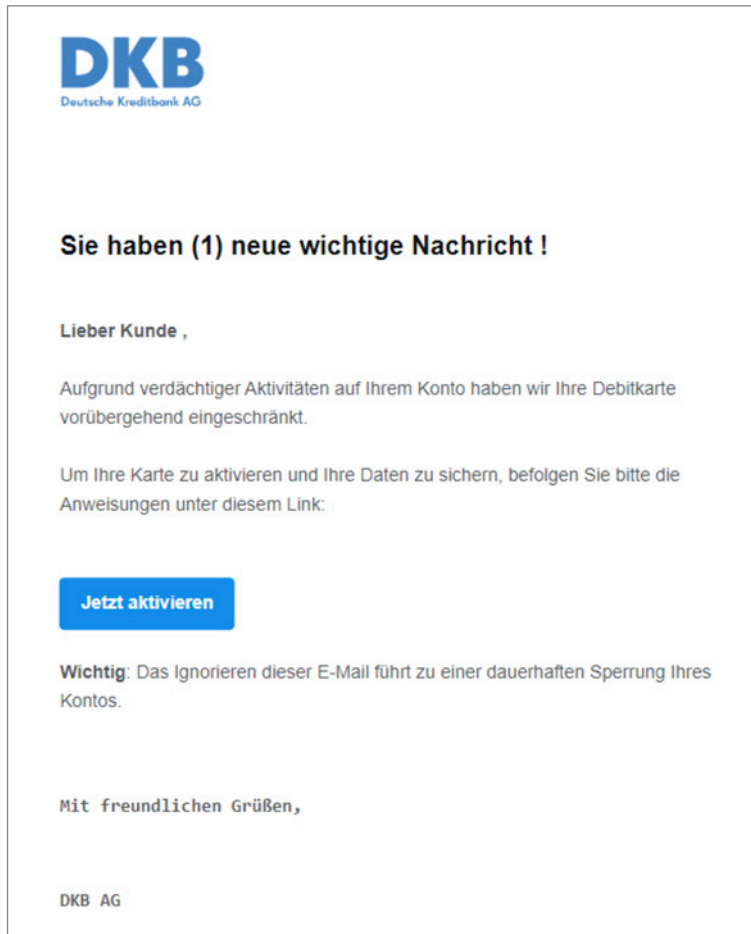 DKB
Deutsche Kreditbank AG
Sie haben (1) neue wichtige Nachricht !
Lieber Kunde ,
Aufgrund verdächtiger Aktivitäten auf Ihrem Konto haben wir Ihre Debitkarte
vorübergehend eingeschränkt.
Um Ihre Karte zu aktivieren und Ihre Daten zu sichern, befolgen Sie bitte die
Anweisungen unter diesem Link:
Jetzt aktivieren
Wichtig: Das Ignorieren dieser E-Mail führt zu einer dauerhaften Sperrung Ihres
Kontos.
Mit freundlichen Grüßen,
DKB AG